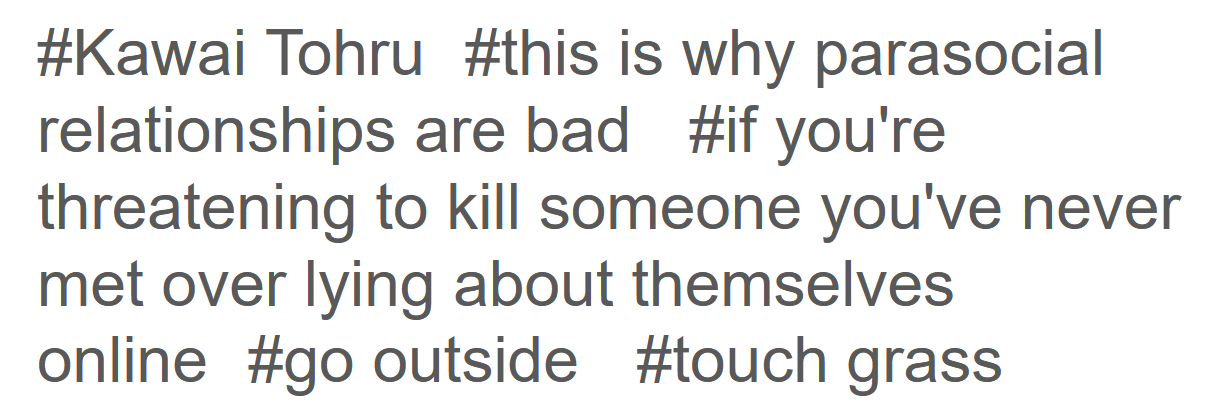 #Kawai Tohru #this is why parasocial
relationships are bad #if you're
threatening to kill someone you've never
met over lying about themselves
online #go outside #touch grass